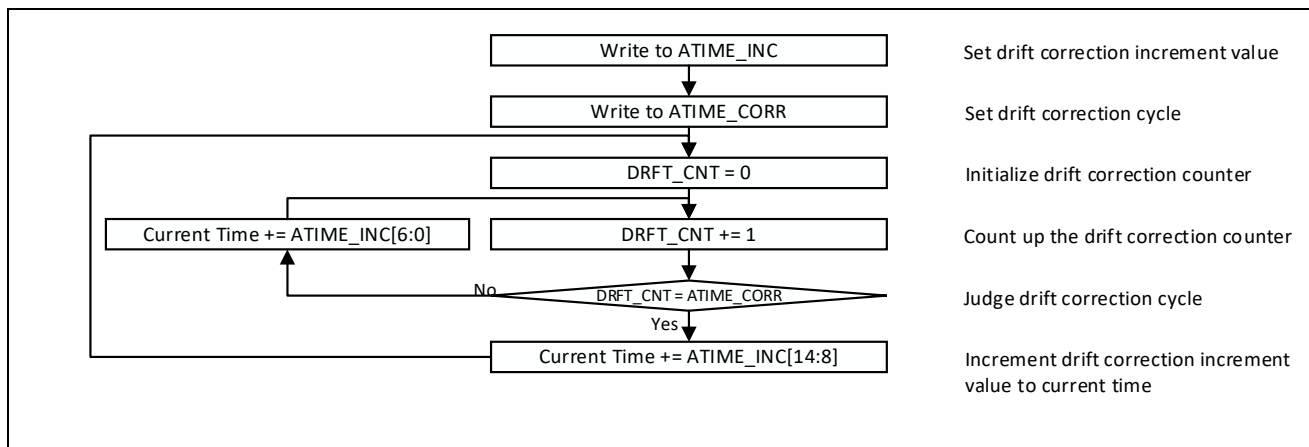 Write to ATIME_INC
Set drift correction increment value
Write to ATIME_CORR
Set drift correction cycle
DRFT_CNT = 0
Initialize drift correction counter
Current Time += ATIME_INC[6:0]
DRFT_CNT += 1
Count up the drift correction counter
No
DRFT_CNT = ATIME_CORR
Judge drift correction cycle
Yes
Current Time += ATIME_INC[14:8]
Increment drift correction increment
value to current time